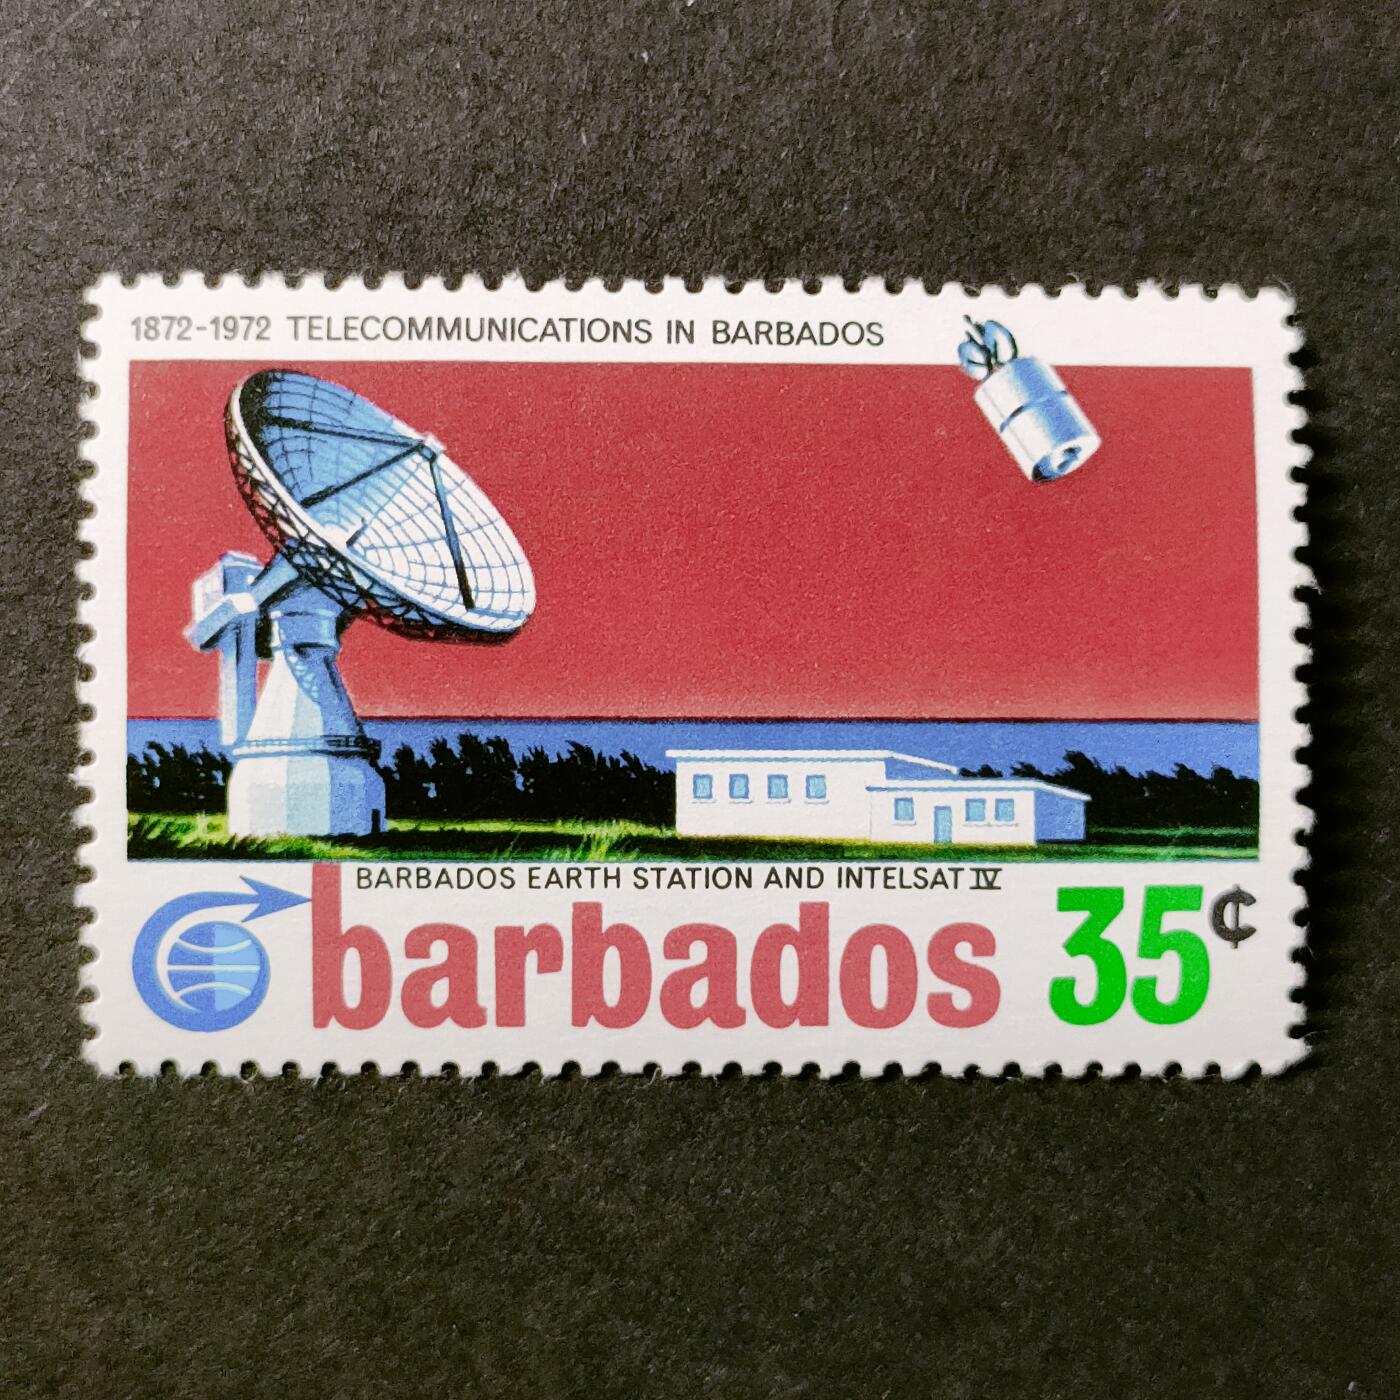 1872-1972 TELECOMMUNICATIONS IN BARBADOS
BARBADOS EARTH STATION AND INTELSAT IV
barbados 35¢